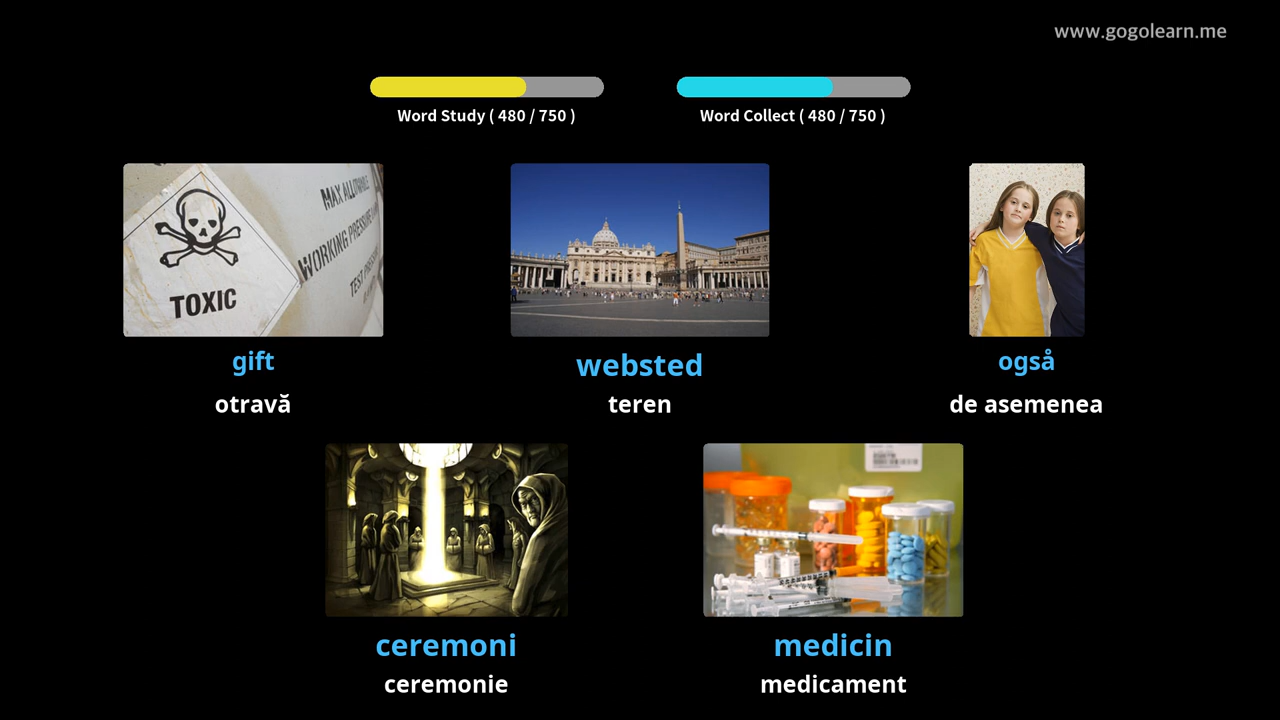 www.gogolearn.me
Word Study ( 480 / 750 )
Word Collect ( 480 / 750 )
TOXIC
MAX ALLOWABLE
WORKING PRESSURE
TEST
gift
websted
også
otravă
teren
de asemenea
ceremoni
medicin
ceremonie
medicament